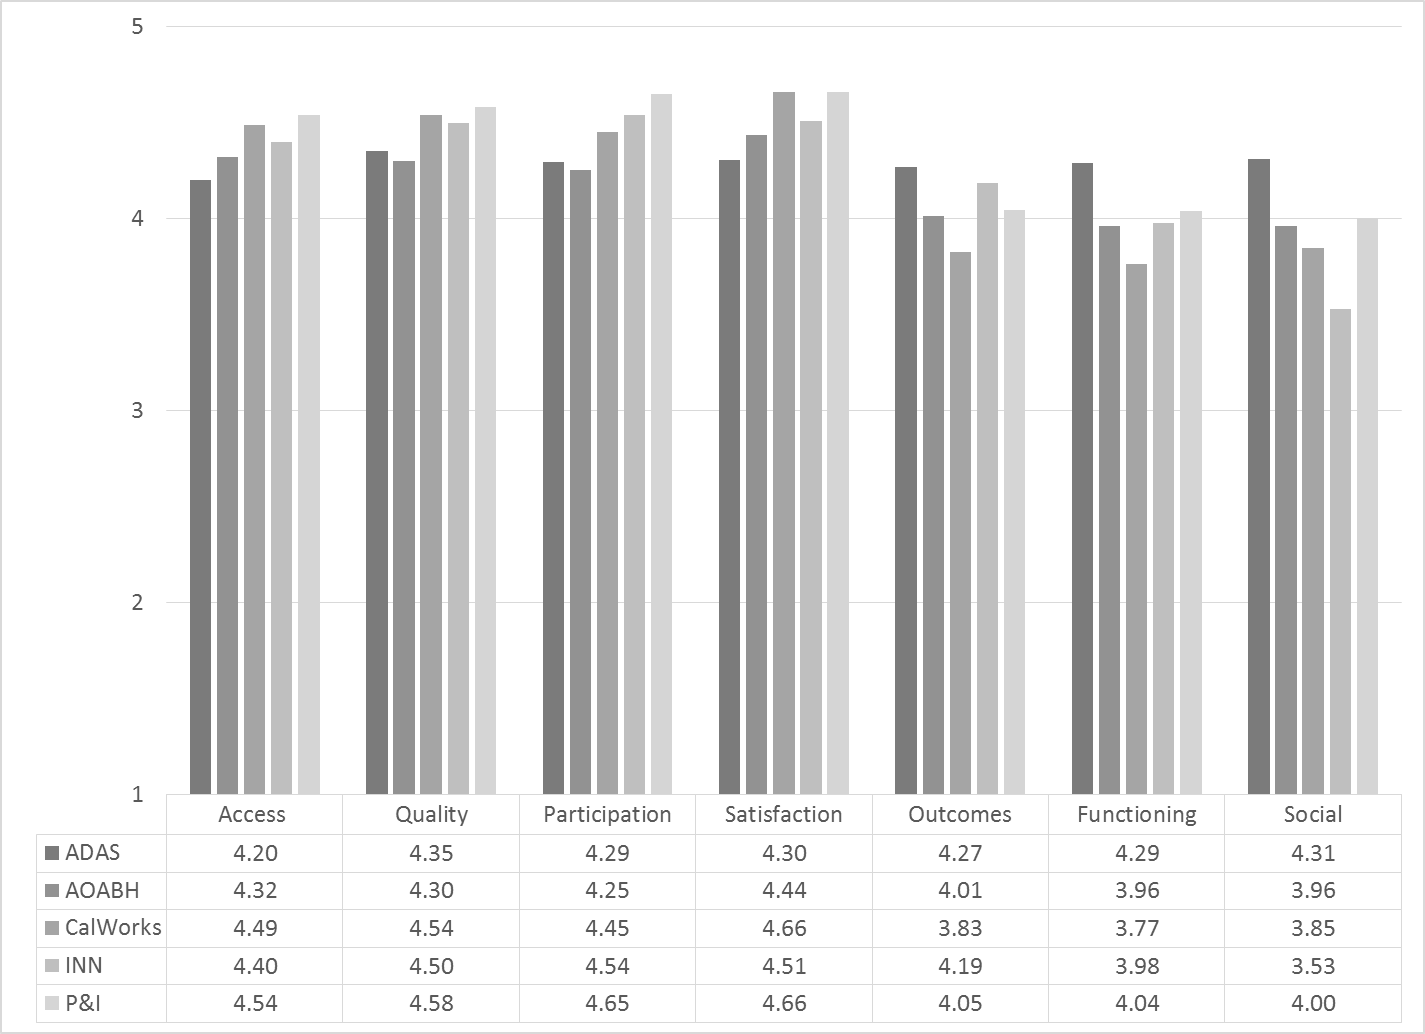 5
4
3
2
1
Access Quality Participation Satisfaction Outcomes Functioning Social
ADAS 4.20 4.35 4.29 4.30 4.27 4.29 4.31
AOABH 4.32 4.30 4.25 4.44 4.01 3.96 3.96
CalWorks 4.49 4.54 4.45 4.66 3.83 3.77 3.85
INN 4.40 4.50 4.54 4.51 4.19 3.98 3.53
P&I 4.54 4.58 4.65 4.66 4.05 4.04 4.00